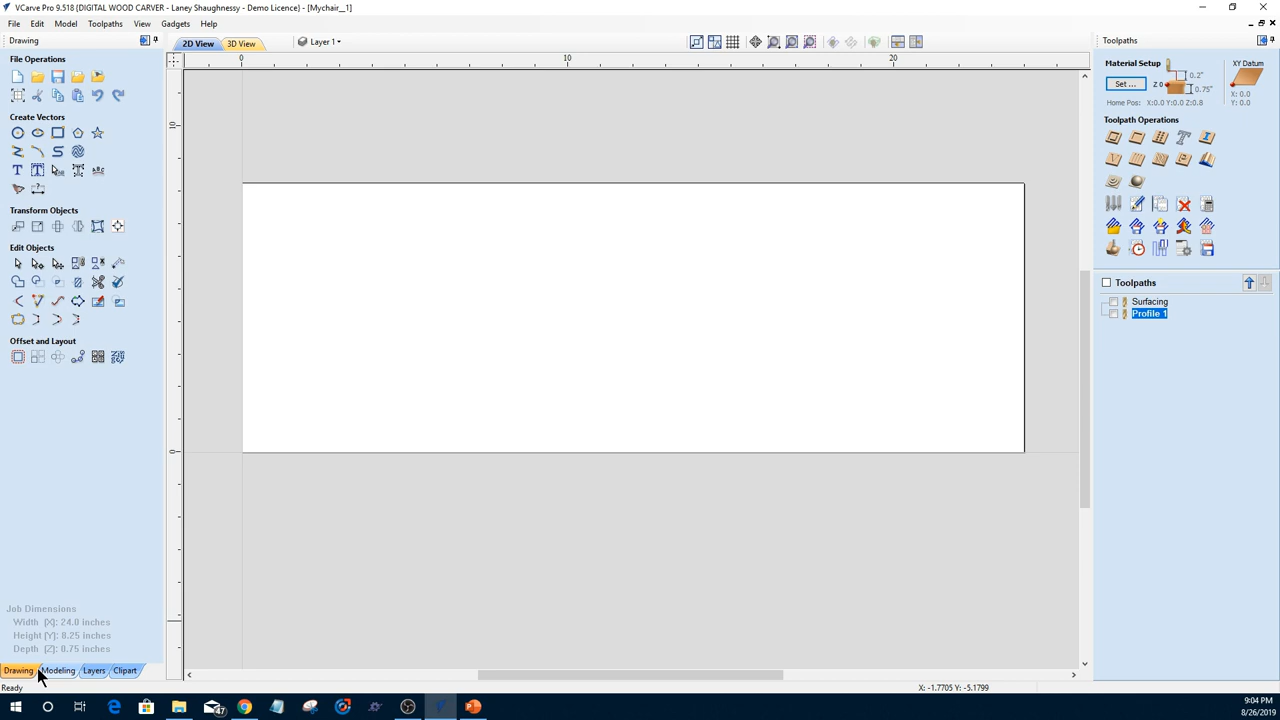 VCarve Pro 9.518 {DIGITAL WOOD CARVER - Laney Shaughnessy - Demo Licence} - [Mychair__1]
File Edit Model Toolpaths View Gadgets Help
Drawing
2D View 3D View Layer 1
Toolpaths
File Operations
Create Vectors
Transform Objects
Edit Objects
Offset and Layout
Job Dimensions
Width (X): 24.0 inches
Height (Y): 8.25 inches
Depth (Z): 0.75 inches
Drawing Modeling Layers Clipart
Ready
0 10 20
10
0
Material Setup
Set ...
Z 0
0.2"
0.75"
XY Datum
X: 0.0
Y: 0.0
Home Pos: X:0.0 Y:0.0 Z:0.8
Toolpath Operations
Toolpaths
Surfacing
Profile 1
X: -1.7705 Y: -5.1799
47
9:04 PM
8/26/2019